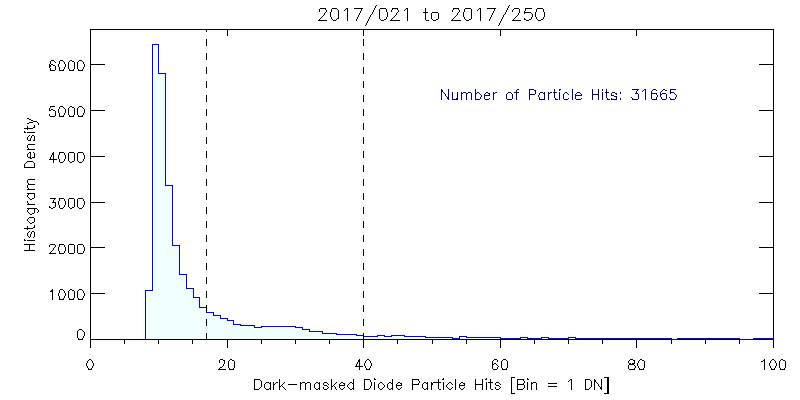 2017/021 to 2017/250
Number of Particle Hits: 31665
Histogram Density
6000
5000
4000
3000
2000
1000
0
0 20 40 60 80 100
Dark-masked Diode Particle Hits [Bin = 1 DN]